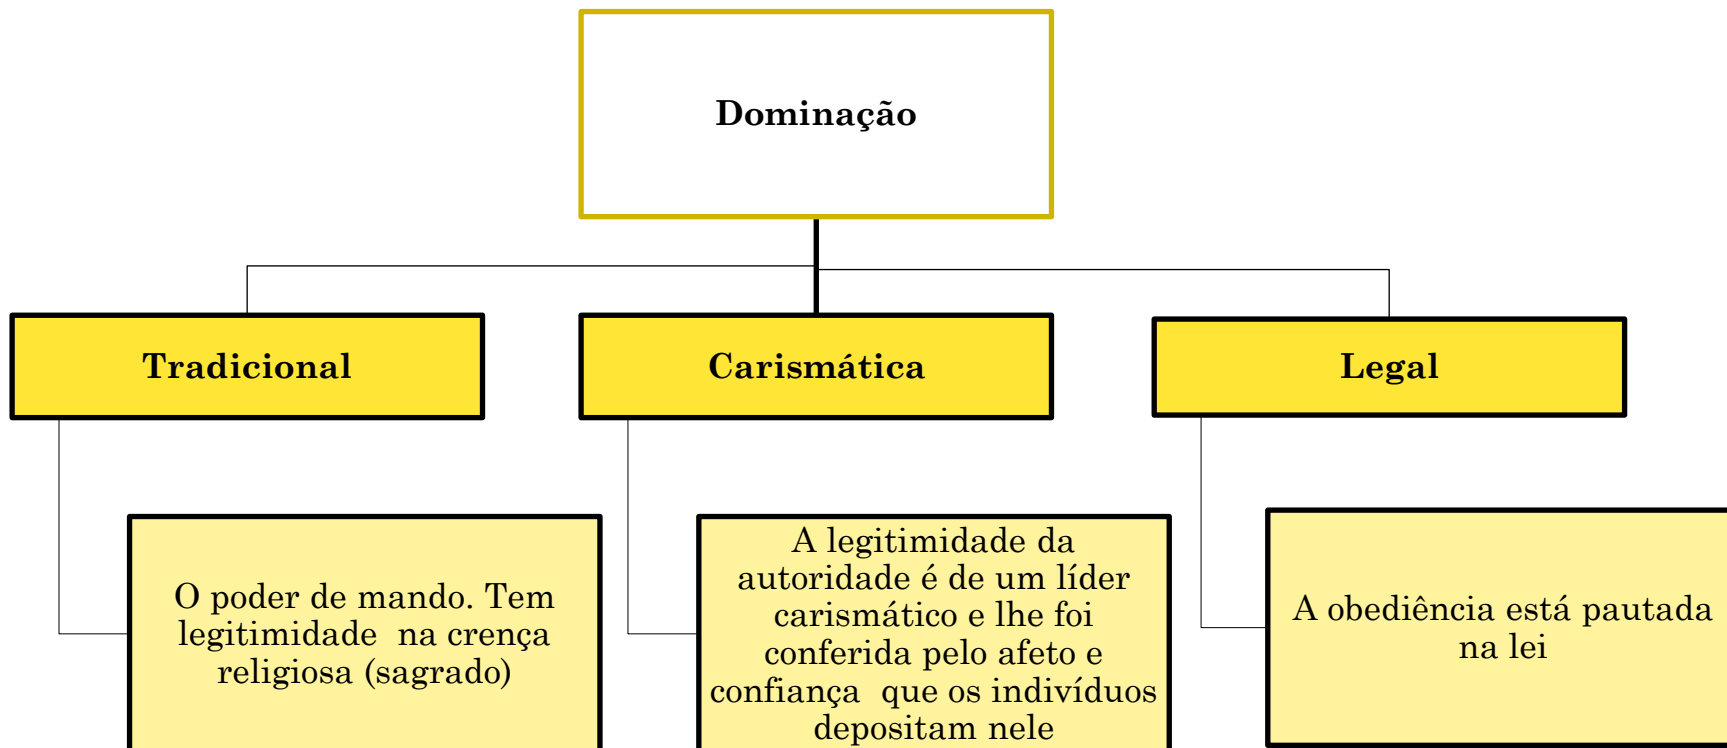 Dominação
Tradicional
Carismática
Legal
O poder de mando. Tem
legitimidade  na crença
religiosa (sagrado)
A legitimidade da
autoridade é de um líder
carismático e lhe foi
conferida pelo afeto e
confiança  que os indivíduos
depositam nele
A obediência está pautada
na lei